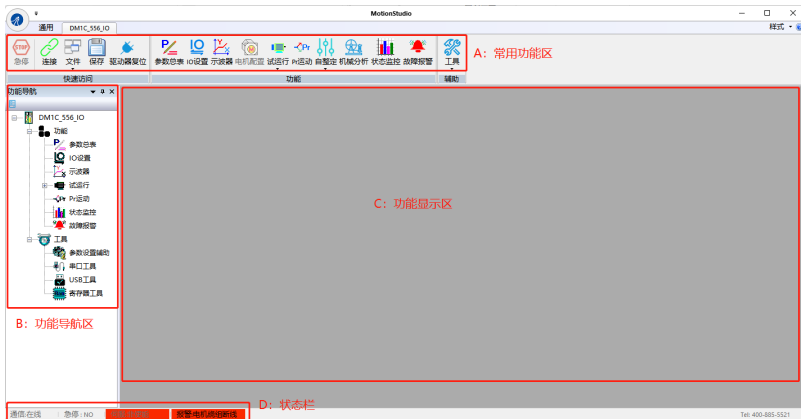 MotionStudio
通用 DM1C_556_IO
样式
急停 连接 文件 保存 驱动器复位 参数总表 IO设置 示波器 电机配置 试运行 Pr运动 自整定 机械分析 状态监控 故障报警 工具
A：常用功能区
快速访问 功能 辅助
功能导航
DM1C_556_IO
功能
参数总表
IO设置
示波器
试运行
Pr运动
状态监控
故障报警
工具
参数设置辅助
串口工具
USB工具
寄存器工具
C：功能显示区
B：功能导航区
D：状态栏
通信:在线 急停：NO 报警:电机绕组断线
Tel: 400-885-5521